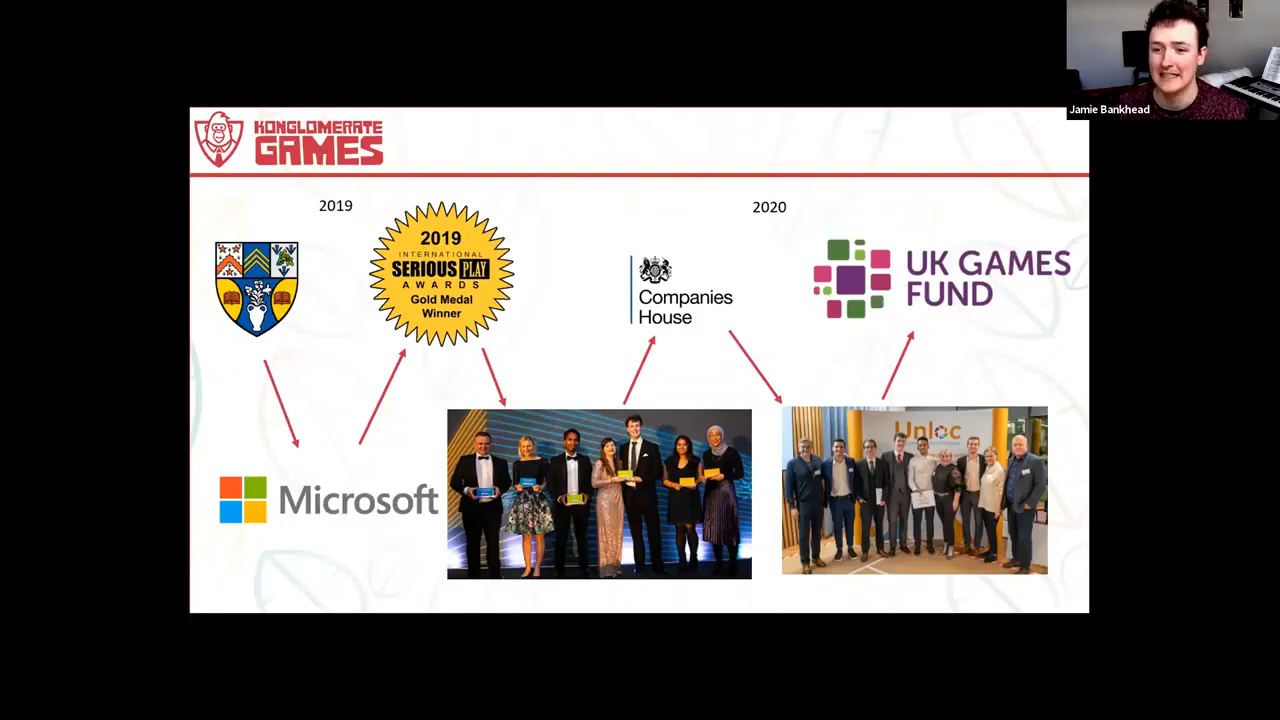 Jamie Bankhead
KONGLOMERATE
GAMES
2019
2020
2019
INTERNATIONAL
SERIOUS PLAY
AWARDS
Gold Medal
Winner
Companies
House
UK GAMES
FUND
Microsoft
Unloc